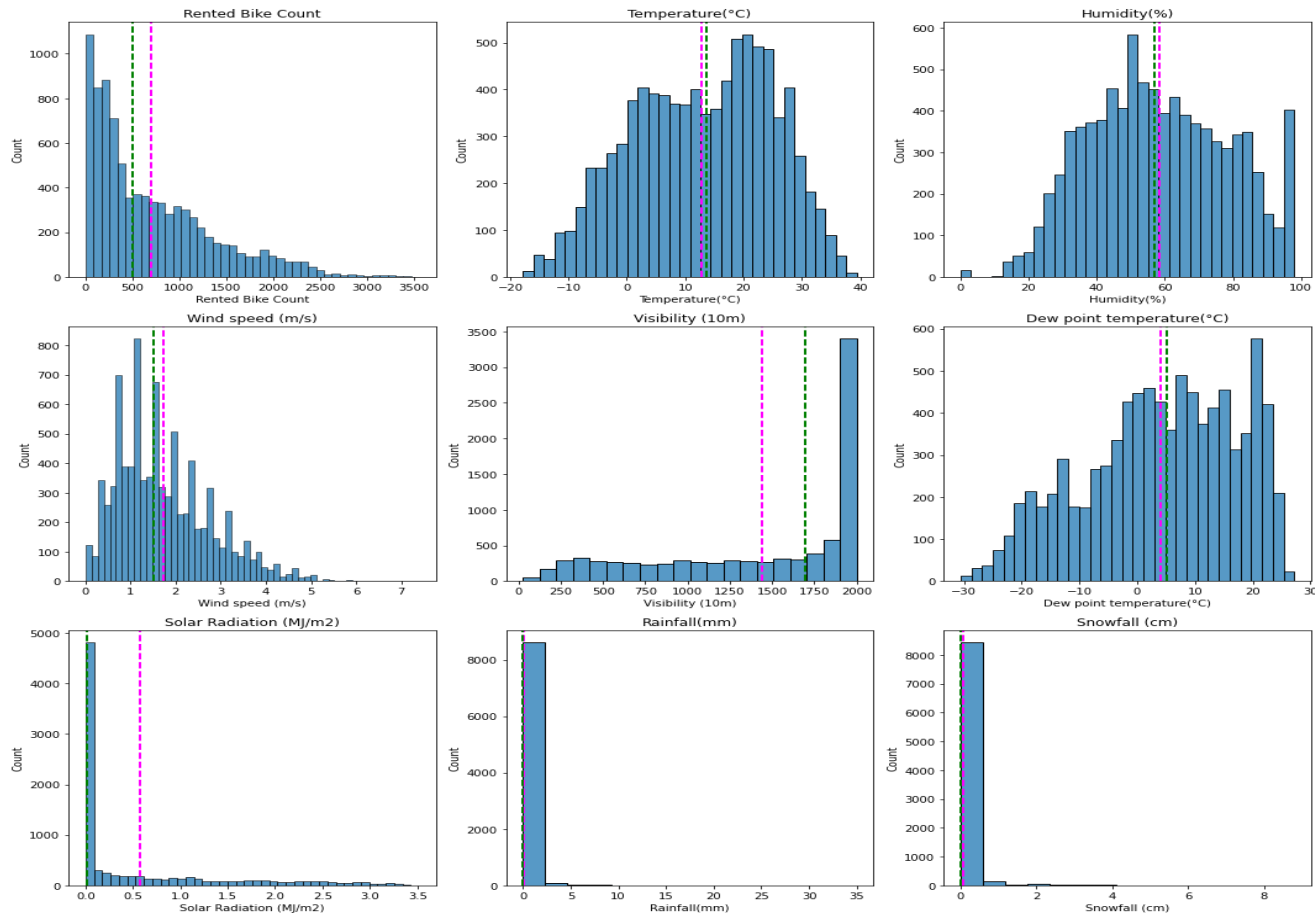 Rented Bike Count
Temperature(°C)
Humidity(%)
1000
800
600
400
200
0
Count
0 500 1000 1500 2000 2500 3000 3500
Rented Bike Count
500
400
300
200
100
0
Count
−20 −10 0 10 20 30 40
Temperature(°C)
600
500
400
300
200
100
0
Count
0 20 40 60 80 100
Humidity(%)
Wind speed (m/s)
Visibility (10m)
Dew point temperature(°C)
800
700
600
500
400
300
200
100
0
Count
0 1 2 3 4 5 6 7
Wind speed (m/s)
3500
3000
2500
2000
1500
1000
500
0
Count
0 250 500 750 1000 1250 1500 1750 2000
Visibility (10m)
600
500
400
300
200
100
0
Count
−30 −20 −10 0 10 20 30
Dew point temperature(°C)
Solar Radiation (MJ/m2)
Rainfall(mm)
Snowfall (cm)
5000
4000
3000
2000
1000
0
Count
0.0 0.5 1.0 1.5 2.0 2.5 3.0 3.5
Solar Radiation (MJ/m2)
8000
6000
4000
2000
0
Count
0 5 10 15 20 25 30 35
Rainfall(mm)
8000
7000
6000
5000
4000
3000
2000
1000
0
Count
0 2 4 6 8
Snowfall (cm)